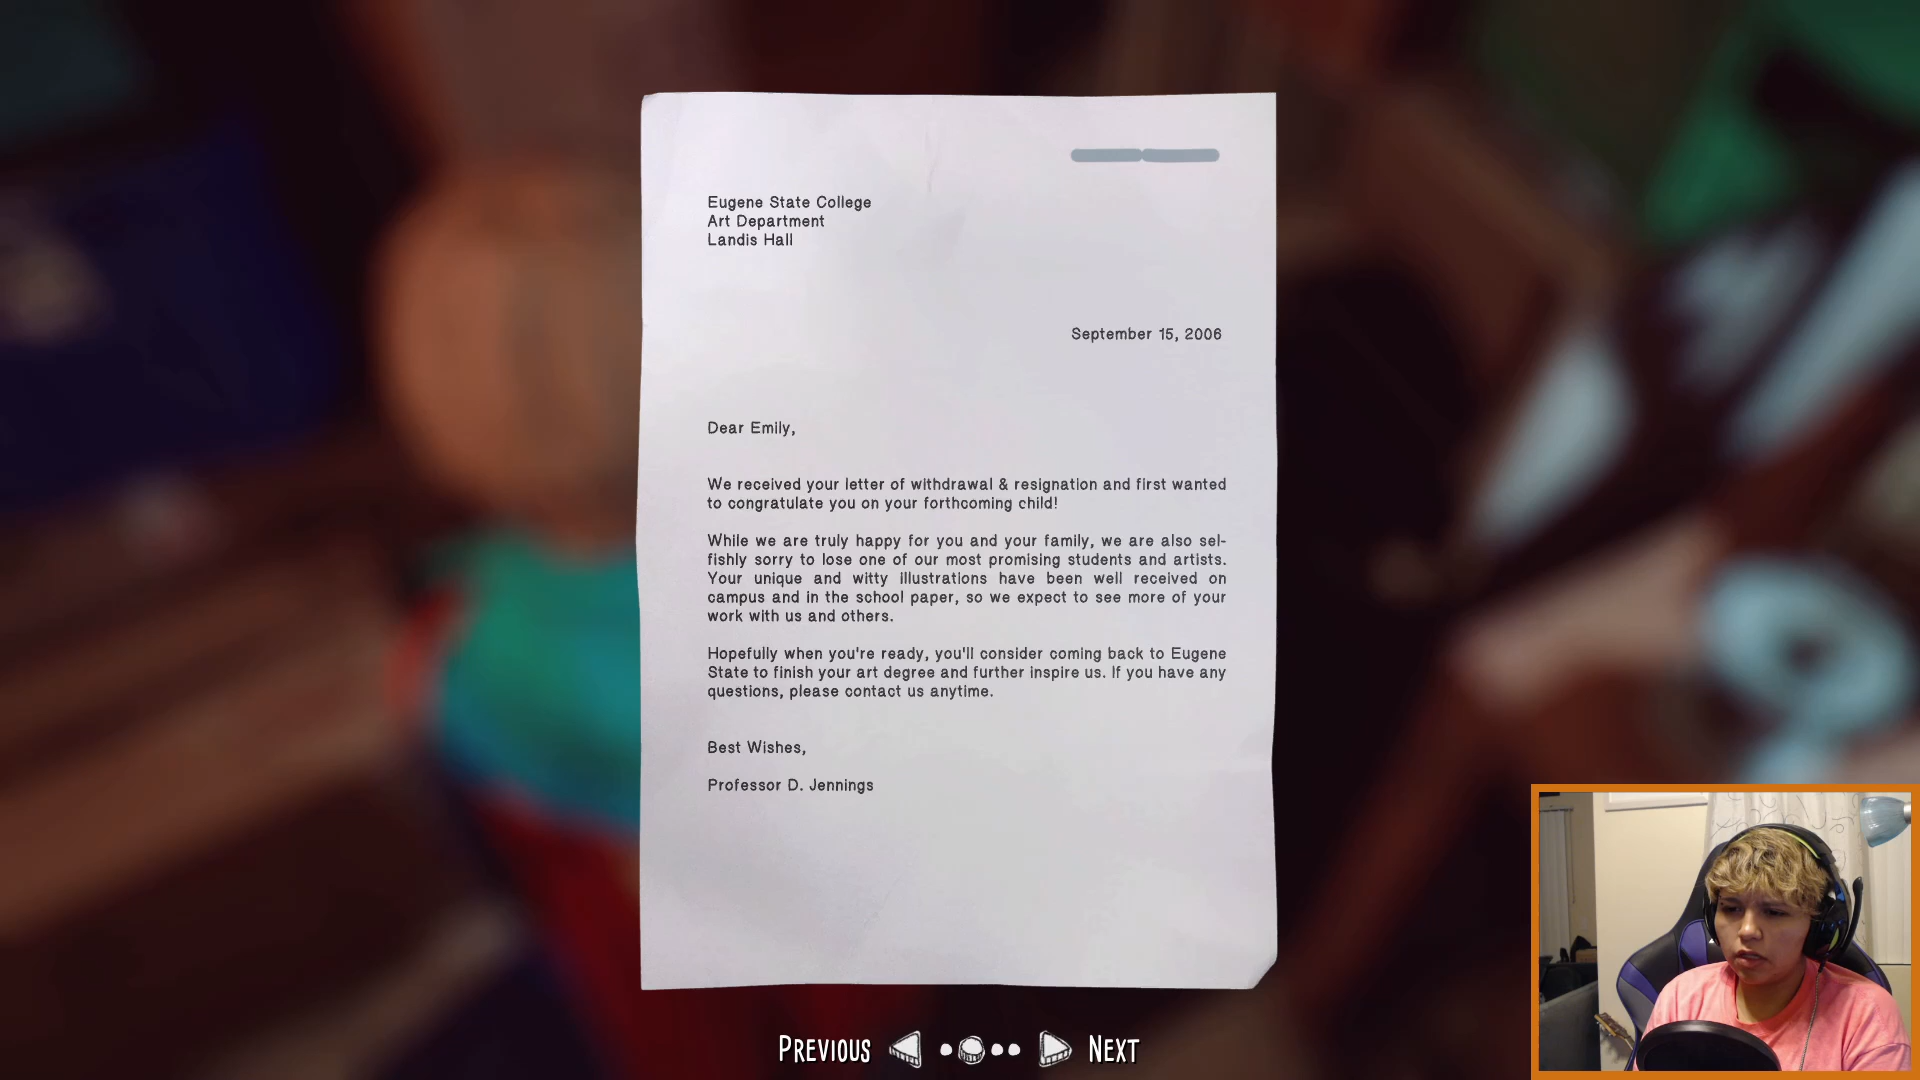 Eugene State College
Art Department
Landis Hall
September 15, 2006
Dear Emily,
We received your letter of withdrawal & resignation and first wanted
to congratulate you on your forthcoming child!
While we are truly happy for you and your family, we are also sel-
fishly sorry to lose one of our most promising students and artists.
Your unique and witty illustrations have been well received on
campus and in the school paper, so we expect to see more of your
work with us and others.
Hopefully when you're ready, you'll consider coming back to Eugene
State to finish your art degree and further inspire us. If you have any
questions, please contact us anytime.
Best Wishes,
Professor D. Jennings
PREVIOUS NEXT